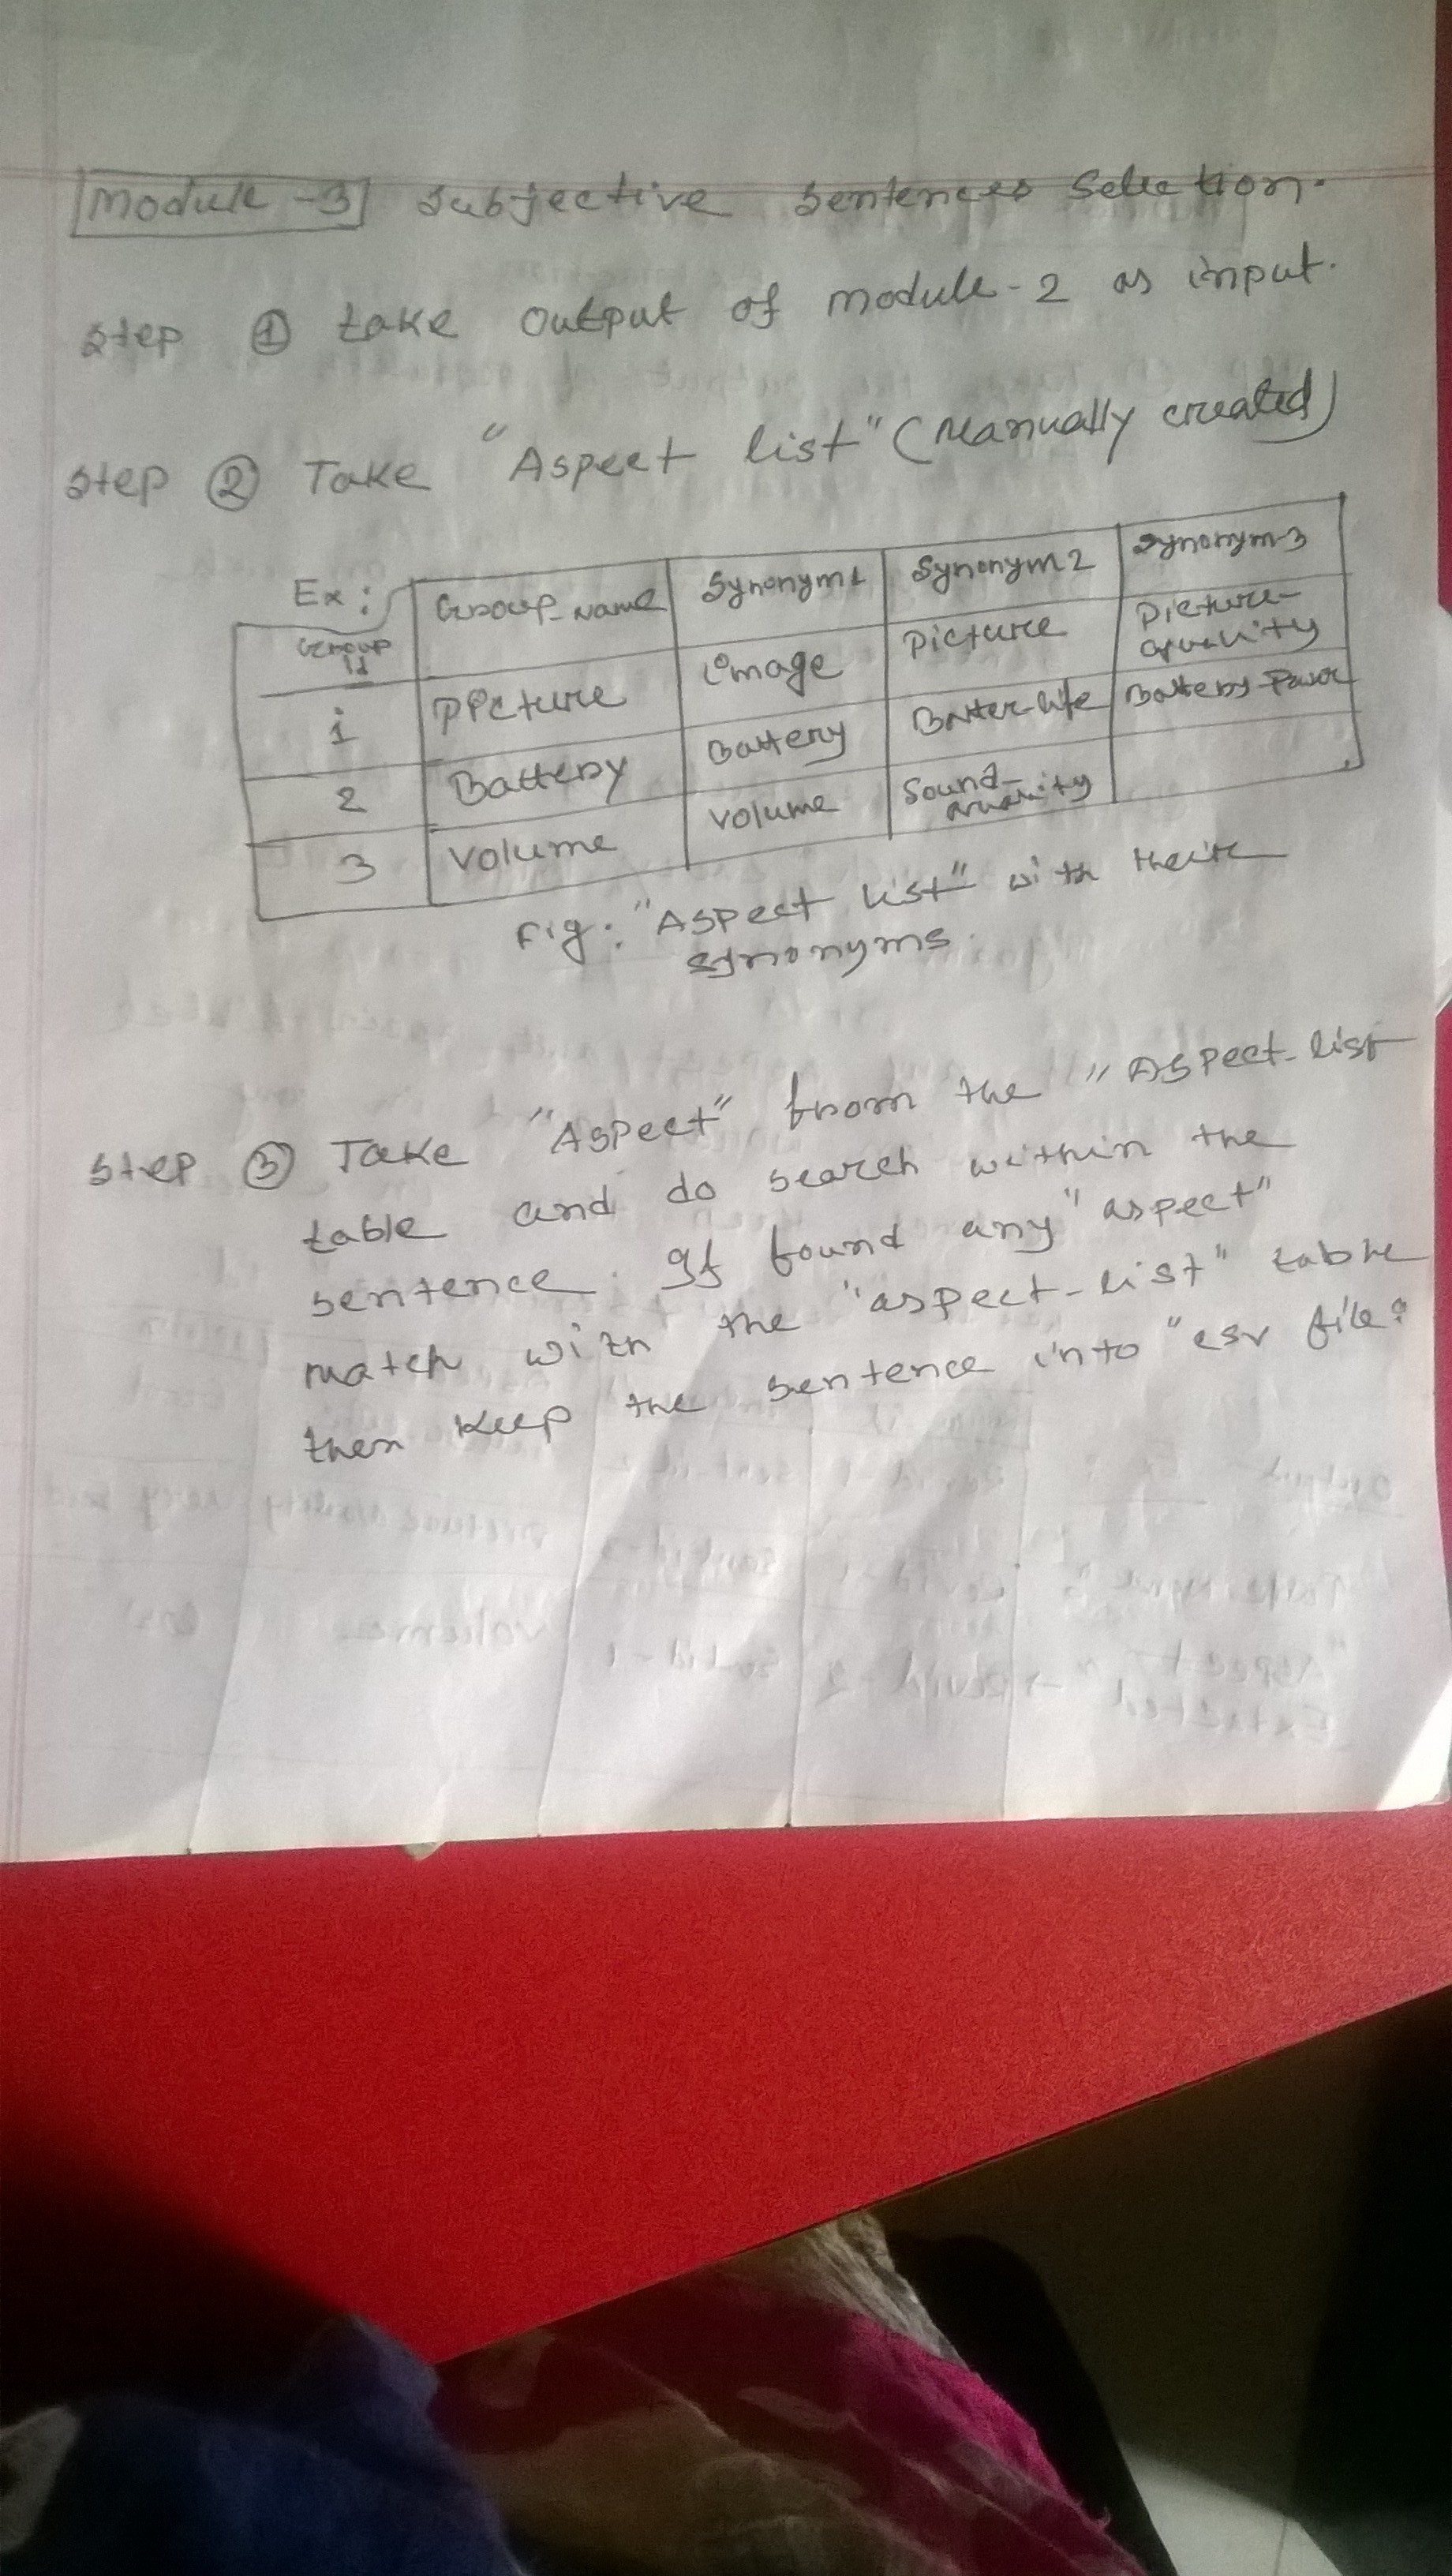 Module-3 Subjective Sentences Selection.
Step ① take output of module-2 as input.
Step ② Take "Aspect list" (Manually created)
Ex: Group_Name Synonym1 Synonym2 Synonym-3
Group Id
1 Picture image Picture Picture-quality
2 Battery Battery Batter-life Battery-Power
3 Volume volume Sound-quality
Fig: "Aspect list" with their
synonyms.
Step ③ Take "Aspect" from the "Aspect-list
table and do search within the
sentence. If found any "aspect"
match with the "aspect-list" table
then keep the sentence into "csv file.